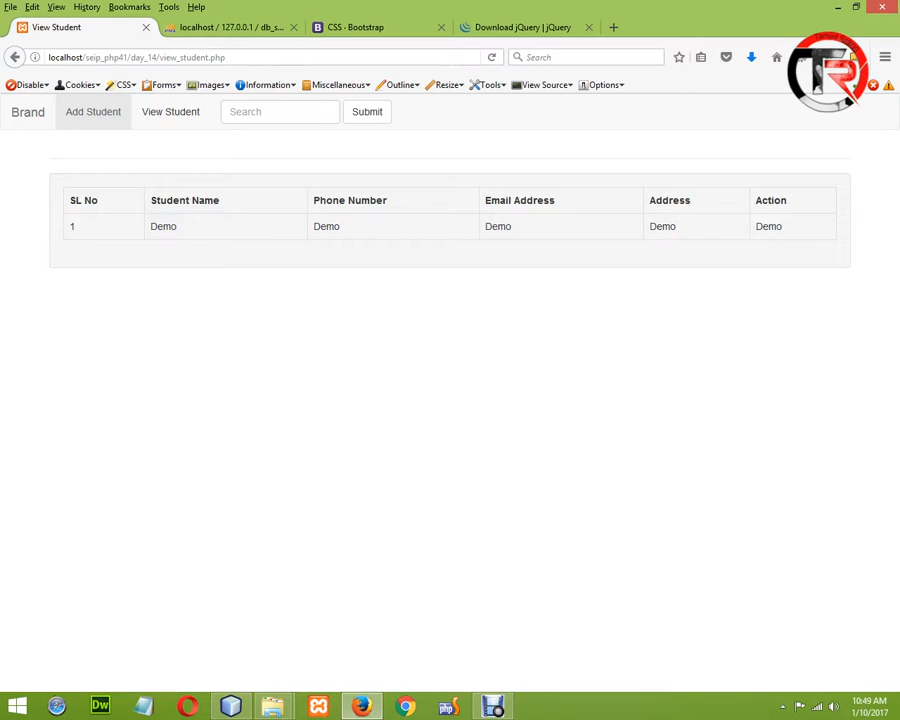 File Edit View History Bookmarks Tools Help
View Student
localhost / 127.0.0.1 / db_s...
CSS - Bootstrap
Download jQuery | jQuery
localhost/seip_php41/day_14/view_student.php
Search
Disable Cookies CSS Forms Images Information Miscellaneous Outline Resize Tools View Source Options
Brand Add Student View Student Search Submit
SL No Student Name Phone Number Email Address Address Action
1 Demo Demo Demo Demo Demo
Dw php
10:49 AM
1/10/2017